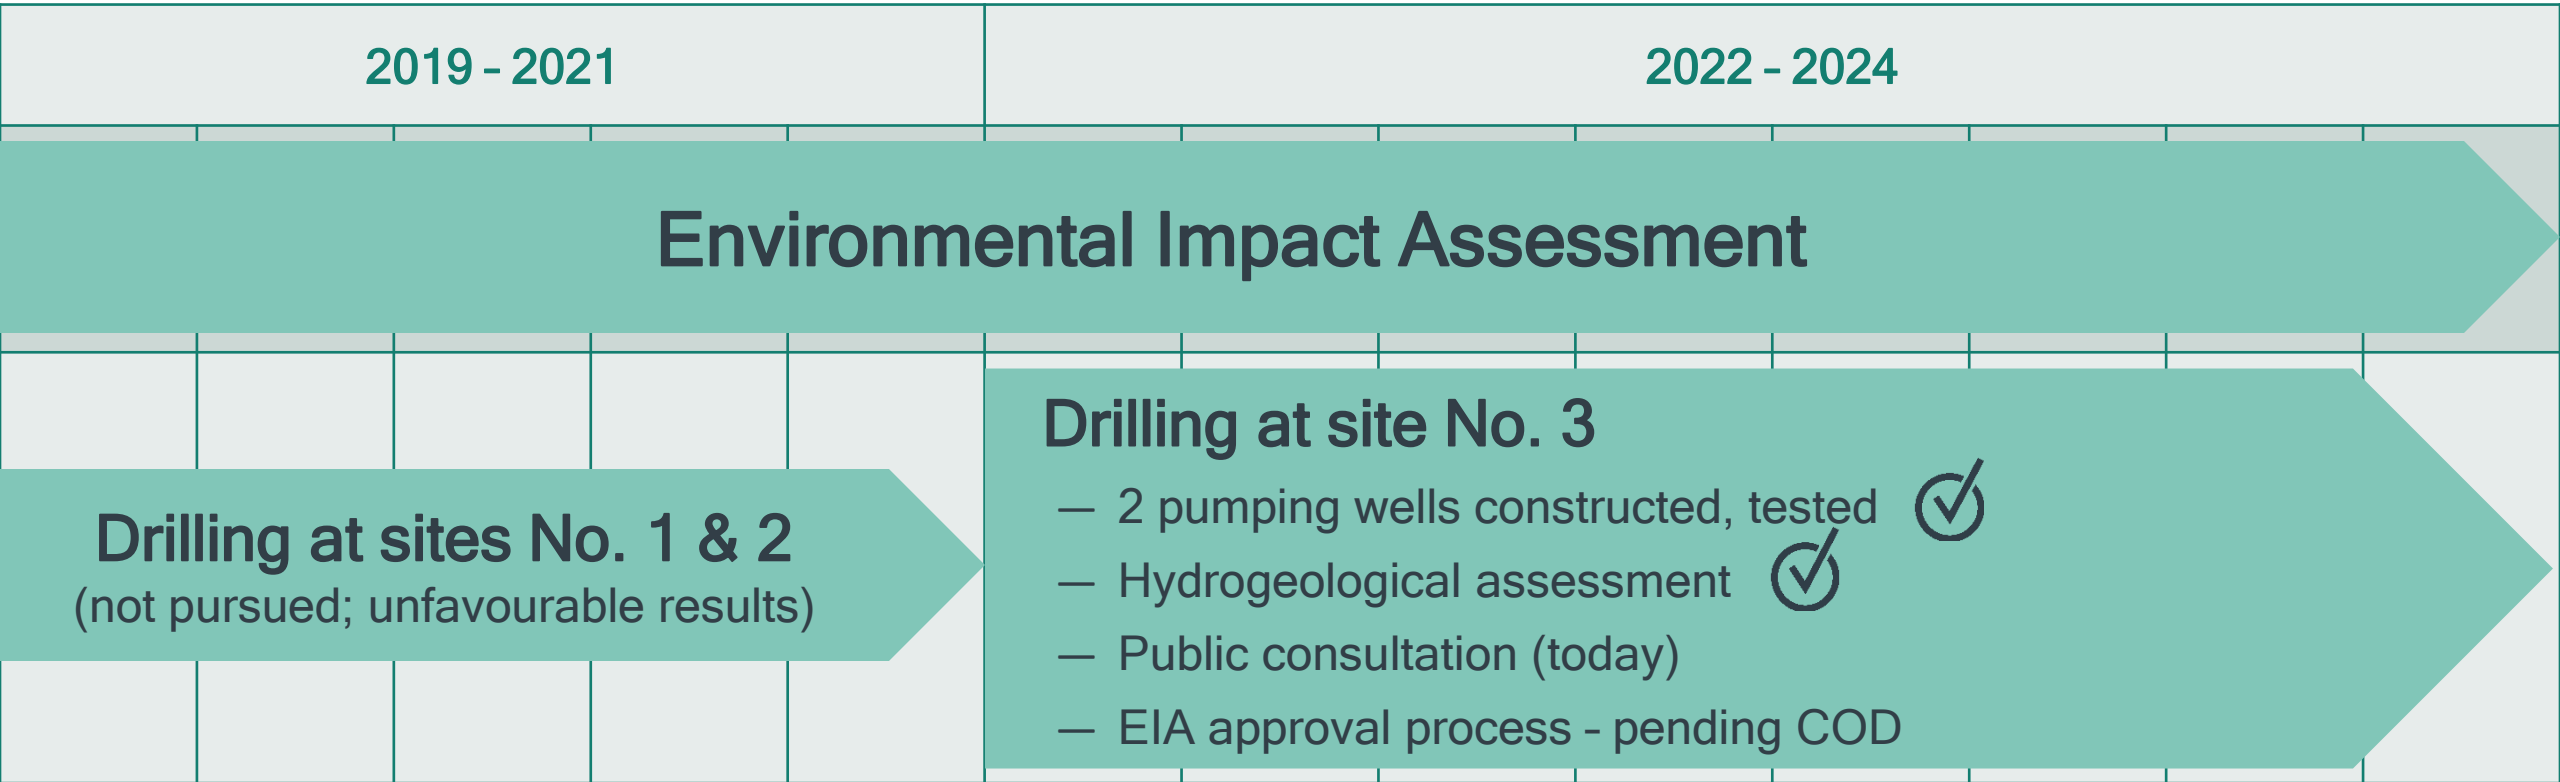 2019 - 2021
2022 - 2024
Environmental Impact Assessment
Drilling at sites No. 1 & 2
(not pursued; unfavourable results)
Drilling at site No. 3
— 2 pumping wells constructed, tested
— Hydrogeological assessment
— Public consultation (today)
— EIA approval process - pending COD